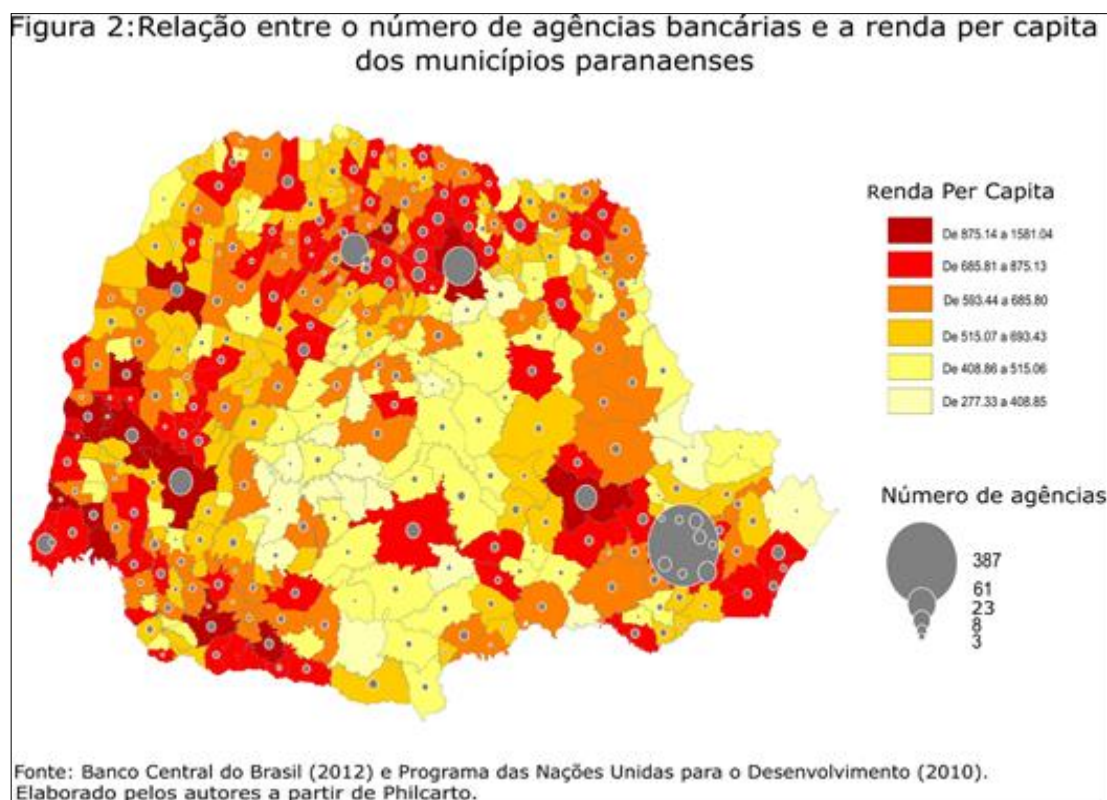 Figura 2:Relação entre o número de agências bancárias e a renda per capita
dos municípios paranaenses
Renda Per Capita
De 875.14 a 1581.04
De 685.81 a 875.13
De 593.44 a 685.80
De 515.07 a 693.43
De 408.86 a 515.06
De 277.33 a 408.85
Número de agências
387
61
23
8
3
Fonte: Banco Central do Brasil (2012) e Programa das Nações Unidas para o Desenvolvimento (2010).
Elaborado pelos autores a partir de Philcarto.